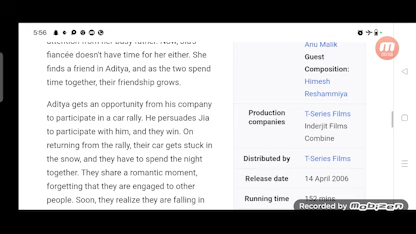 5:56
attention from her busy father. Now, Jia's
fiancée doesn't have time for her either. She
finds a friend in Aditya, and as the two spend
time together, their friendship grows.
Aditya gets an opportunity from his company
to participate in a car rally. He persuades Jia
to participate with him, and they win. On
returning from the rally, their car gets stuck
in the snow, and they have to spend the night
together. They share a romantic moment,
forgetting that they are engaged to other
people. Soon, they realize they are falling in
Anu Malik
Guest
Composition:
Himesh
Reshammiya
Production
companies
T-Series Films
Inderjit Films
Combine
Distributed by
T-Series Films
Release date
14 April 2006
Running time
152 mins
Recorded by MOBIZEN